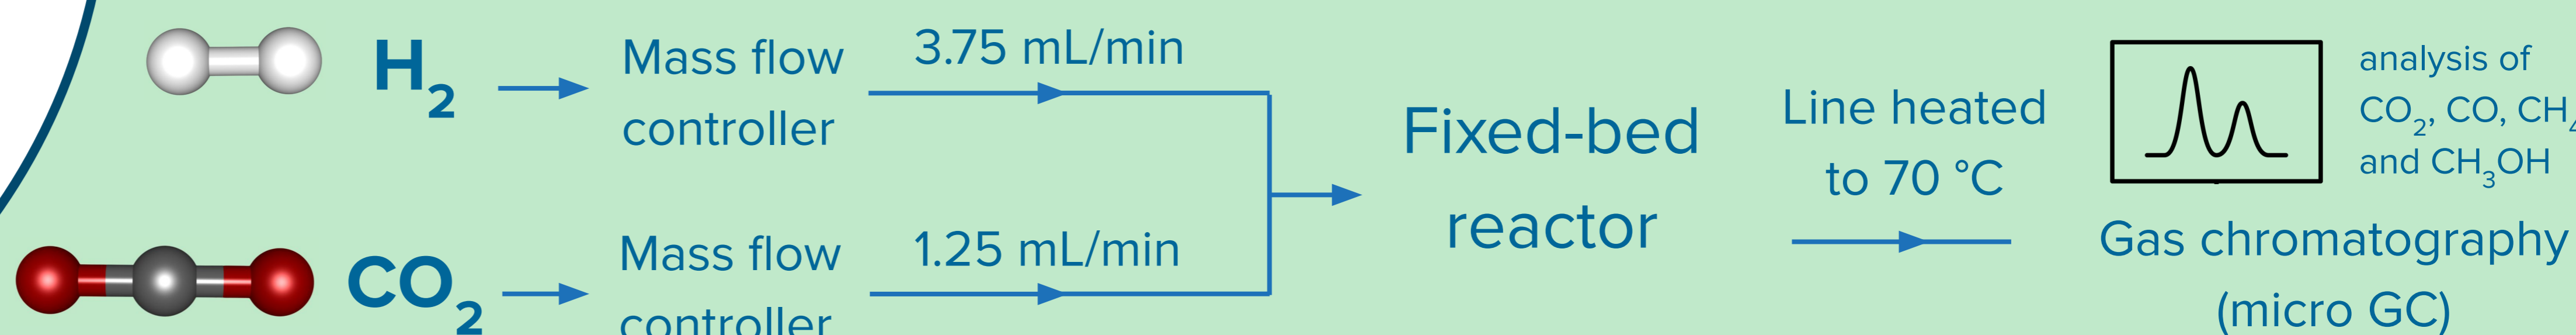 H₂
Mass flow
controller
3.75 mL/min
CO₂
Mass flow
controller
1.25 mL/min
Fixed-bed
reactor
Line heated
to 70 °C
analysis of
CO₂, CO, CH₄
and CH₃OH
Gas chromatography
(micro GC)